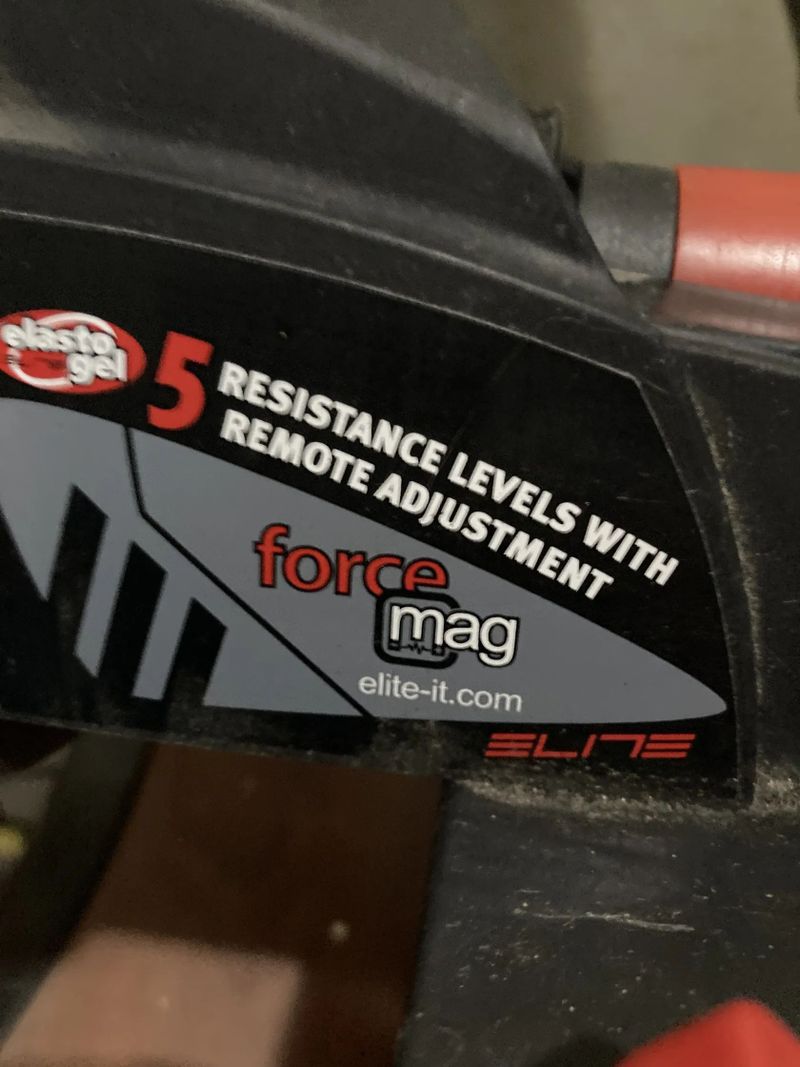 elasto
gel
5 RESISTANCE LEVELS WITH
REMOTE ADJUSTMENT
force
mag
elite-it.com
ELITE